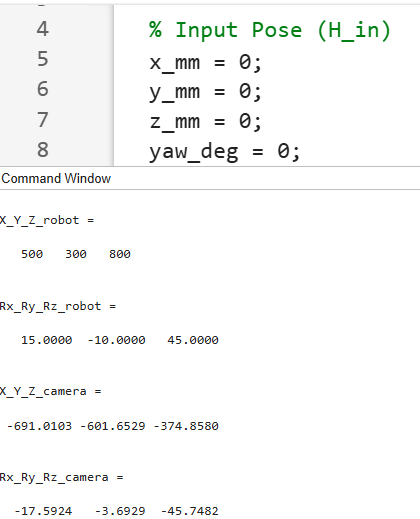 4 % Input Pose (H_in)
5 x_mm = 0;
6 y_mm = 0;
7 z_mm = 0;
8 yaw_deg = 0;
Command Window
X_Y_Z_robot =
500 300 800
Rx_Ry_Rz_robot =
15.0000 -10.0000 45.0000
X_Y_Z_camera =
-691.0103 -601.6529 -374.8580
Rx_Ry_Rz_camera =
-17.5924 -3.6929 -45.7482